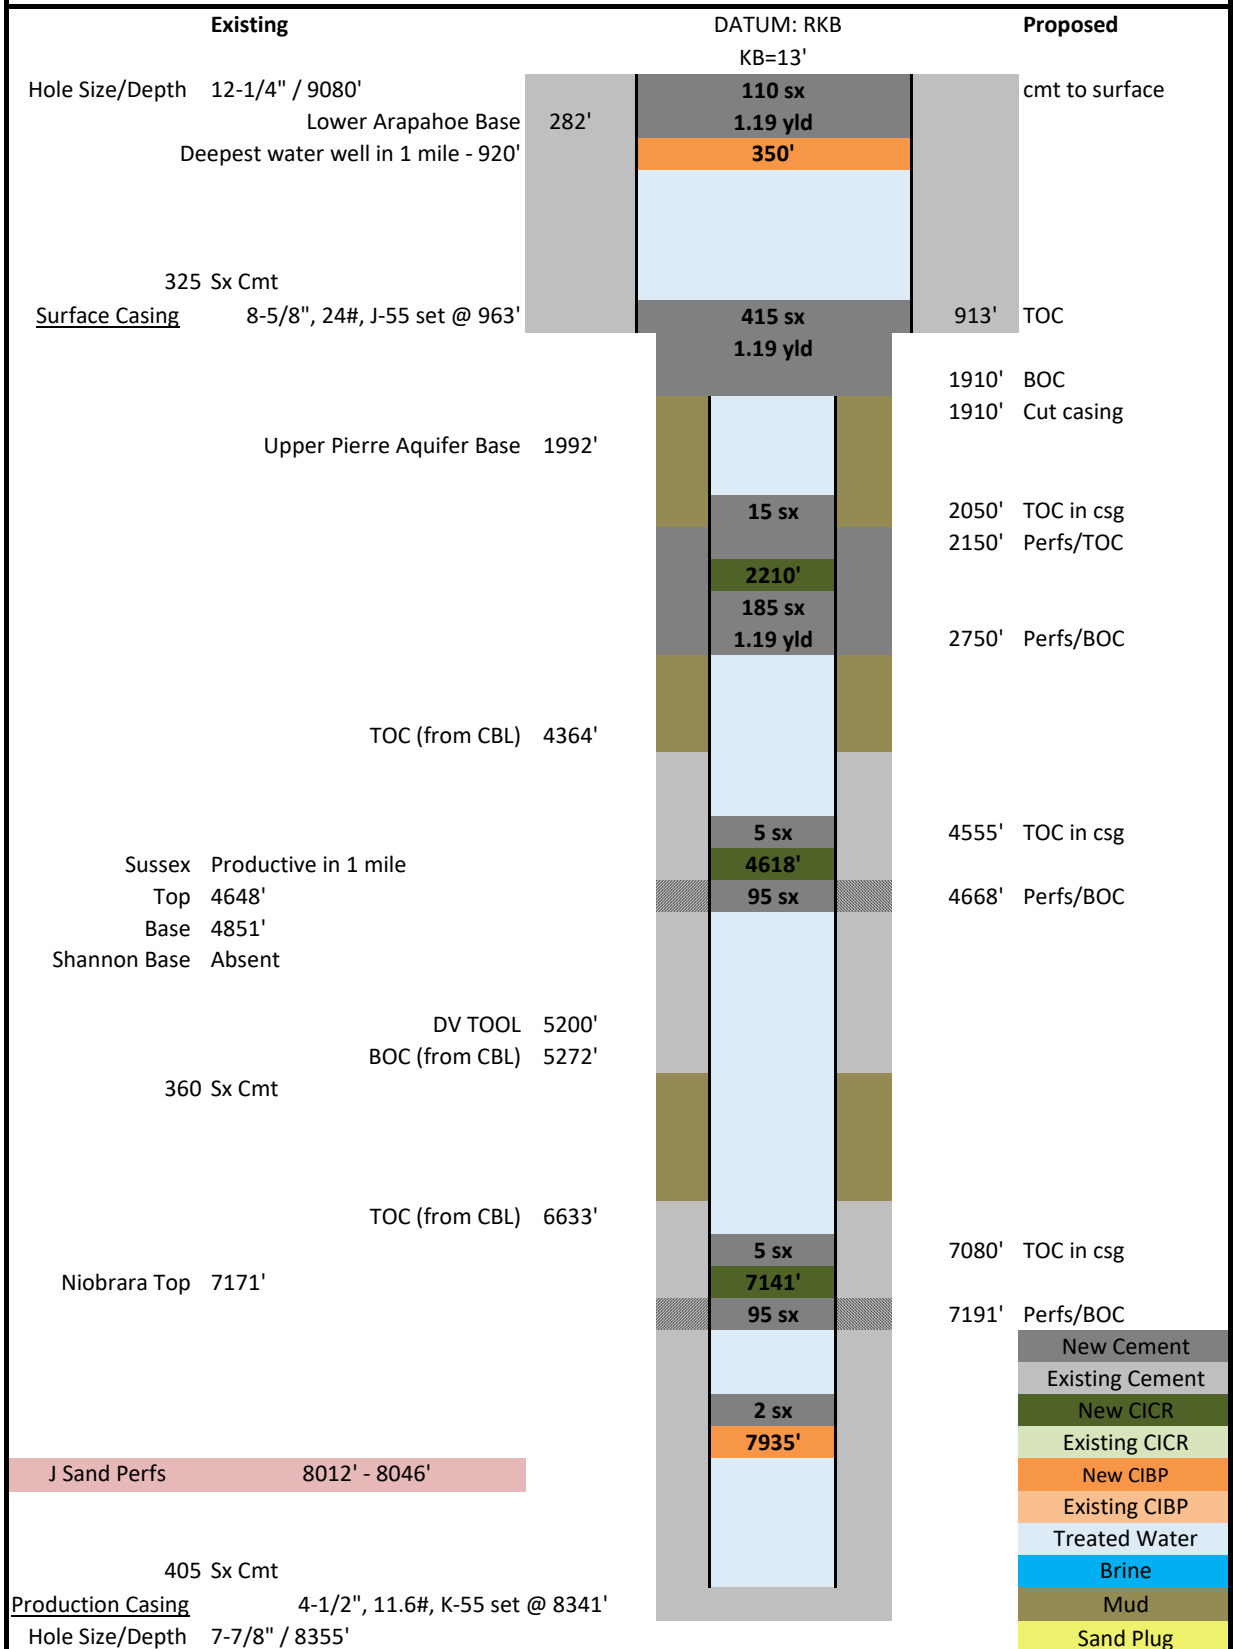 Existing DATUM: RKB Proposed
KB=13'
Hole Size/Depth 12-1/4" / 9080' 110 sx cmt to surface
Lower Arapahoe Base 282' 1.19 yld
Deepest water well in 1 mile - 920' 350'
325 Sx Cmt
Surface Casing 8-5/8", 24#, J-55 set @ 963' 415 sx 913' TOC
1.19 yld
1910' BOC
1910' Cut casing
Upper Pierre Aquifer Base 1992'
15 sx 2050' TOC in csg
2150' Perfs/TOC
2210'
185 sx
1.19 yld 2750' Perfs/BOC
TOC (from CBL) 4364'
5 sx 4555' TOC in csg
Sussex Productive in 1 mile 4618'
Top 4648' 95 sx 4668' Perfs/BOC
Base 4851'
Shannon Base Absent
DV TOOL 5200'
BOC (from CBL) 5272'
360 Sx Cmt
TOC (from CBL) 6633'
5 sx 7080' TOC in csg
Niobrara Top 7171' 7141'
95 sx 7191' Perfs/BOC
New Cement
Existing Cement
2 sx New CICR
7935' Existing CICR
J Sand Perfs 8012' - 8046' New CIBP
Existing CIBP
Treated Water
405 Sx Cmt Brine
Production Casing 4-1/2", 11.6#, K-55 set @ 8341' Mud
Hole Size/Depth 7-7/8" / 8355' Sand Plug